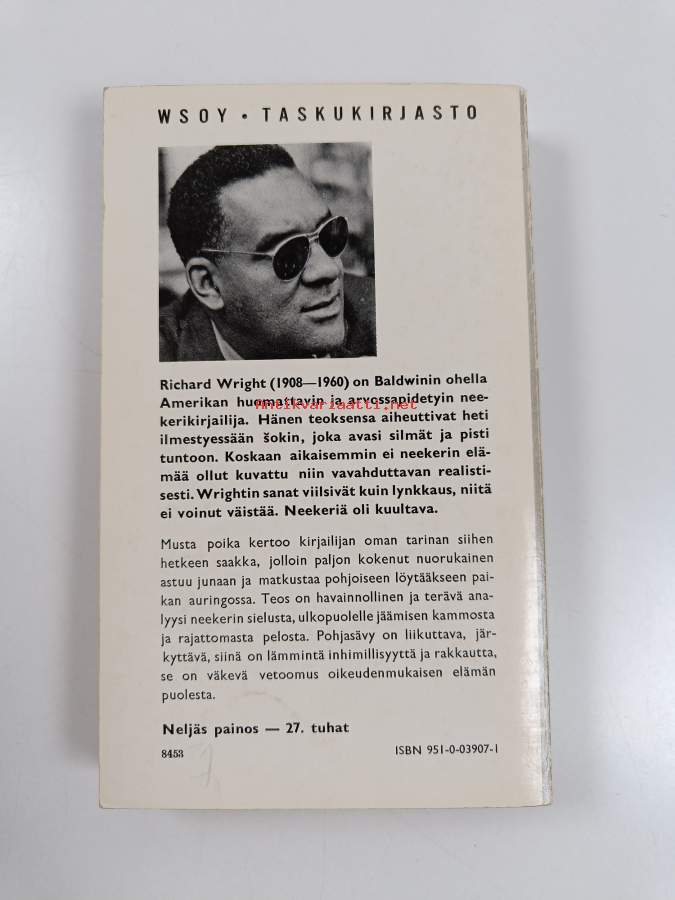 WSOY • TASKUKIRJASTO
Richard Wright (1908—1960) on Baldwinin ohella
Amerikan huomattavin ja arvossapidetyin nee-
Antikvariaatti.net
kerikirjailija. Hänen teoksensa aiheuttivat heti
ilmestyessään šokin, joka avasi silmät ja pisti
tuntoon. Koskaan aikaisemmin ei neekerin elä-
mää ollut kuvattu niin vavahduttavan realisti-
sesti. Wrightin sanat viilsivät kuin lynkkaus, niitä
ei voinut väistää. Neekeriä oli kuultava.
Musta poika kertoo kirjailijan oman tarinan siihen
hetkeen saakka, jolloin paljon kokenut nuorukainen
astuu junaan ja matkustaa pohjoiseen löytääkseen pai-
kan auringossa. Teos on havainnollinen ja terävä ana-
lyysi neekerin sielusta, ulkopuolelle jäämisen kammosta
ja rajattomasta pelosta. Pohjasävy on liikuttava, jär-
kyttävä, siinä on lämmintä inhimillisyyttä ja rakkautta,
se on väkevä vetoomus oikeudenmukaisen elämän
puolesta.
Neljäs painos — 27. tuhat
8453
ISBN 951-0-03907-1